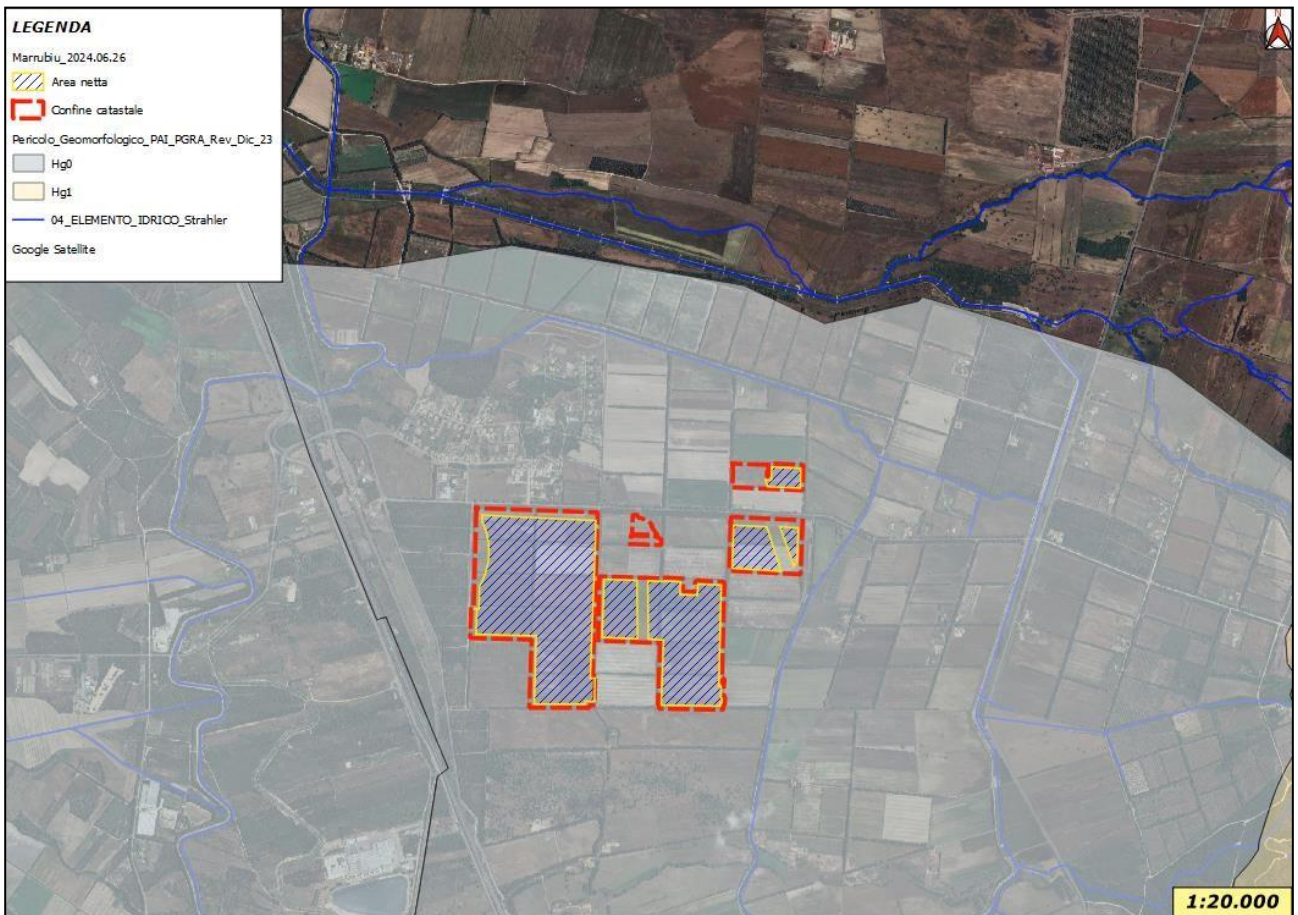 LEGENDA
Marrubiu_2024.06.26
Area netta
Confine catastale
Pericolo_Geomorfologico_PAI_PGRA_Rev_Dic_23
Hg0
Hg1
04_ELEMENTO_IDRICO_Strahler
Google Satellite
N
1:20.000